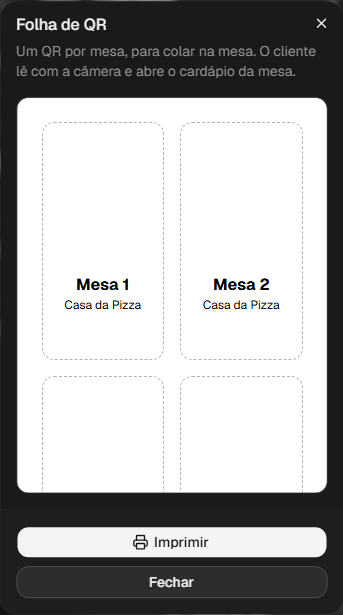 Folha de QR
Um QR por mesa, para colar na mesa. O cliente
lê com a câmera e abre o cardápio da mesa.
Mesa 1
Casa da Pizza
Mesa 2
Casa da Pizza
Imprimir
Fechar